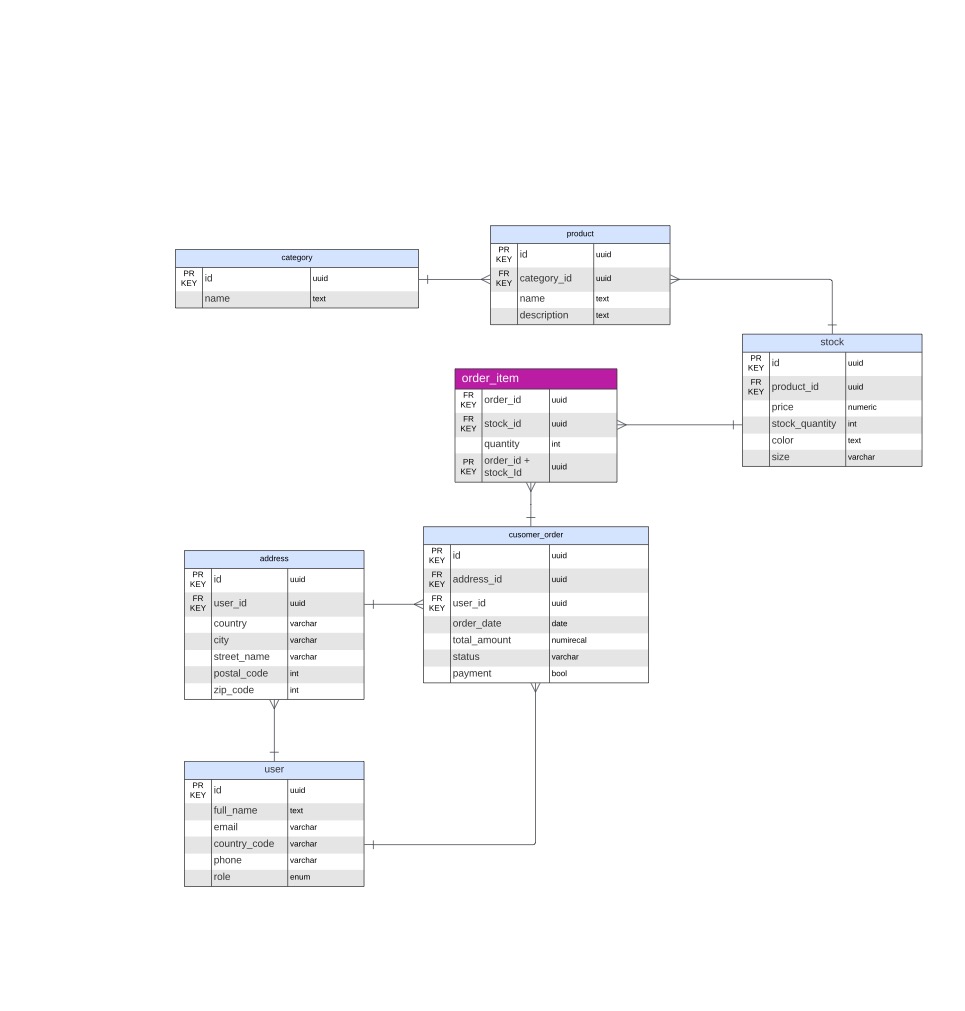 product
PR KEY id uuid
FR KEY category_id uuid
name text
description text
category
PR KEY id uuid
name text
stock
PR KEY id uuid
FR KEY product_id uuid
price numeric
stock_quantity int
color text
size varchar
order_item
FR KEY order_id uuid
FR KEY stock_id uuid
quantity int
PR KEY order_id + stock_Id uuid
cusomer_order
PR KEY id uuid
FR KEY address_id uuid
FR KEY user_id uuid
order_date date
total_amount numirecal
status varchar
payment bool
address
PR KEY id uuid
FR KEY user_id uuid
country varchar
city varchar
street_name varchar
postal_code int
zip_code int
user
PR KEY id uuid
full_name text
email varchar
country_code varchar
phone varchar
role enum